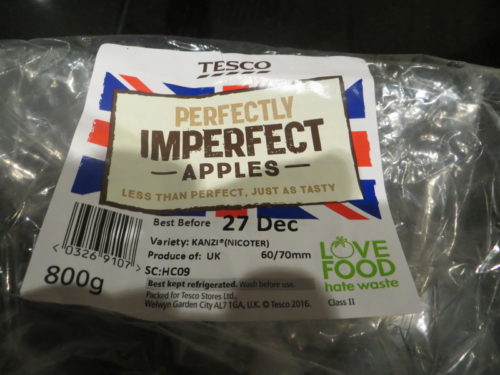 TESCO
PERFECTLY
IMPERFECT
APPLES
LESS THAN PERFECT, JUST AS TASTY
Best Before 27 Dec
Variety: KANZI®(NICOTER)
Produce of: UK 60/70mm
SC:HC09
Best kept refrigerated. Wash before use.
Packed for Tesco Stores Ltd.,
Welwyn Garden City AL7 1GA, U.K. © Tesco 2016.
0326 9107
800g
LOVE
FOOD
hate waste
Class II